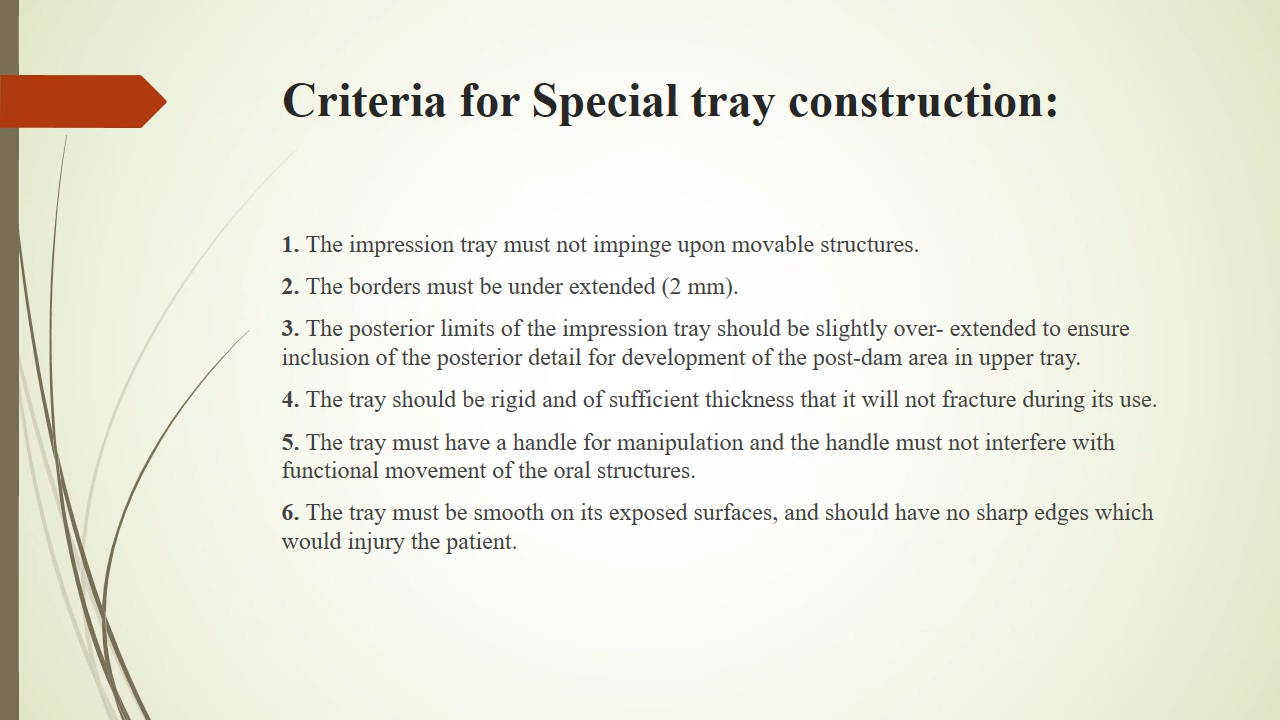 Criteria for Special tray construction:
1. The impression tray must not impinge upon movable structures.
2. The borders must be under extended (2 mm).
3. The posterior limits of the impression tray should be slightly over- extended to ensure
inclusion of the posterior detail for development of the post-dam area in upper tray.
4. The tray should be rigid and of sufficient thickness that it will not fracture during its use.
5. The tray must have a handle for manipulation and the handle must not interfere with
functional movement of the oral structures.
6. The tray must be smooth on its exposed surfaces, and should have no sharp edges which
would injury the patient.